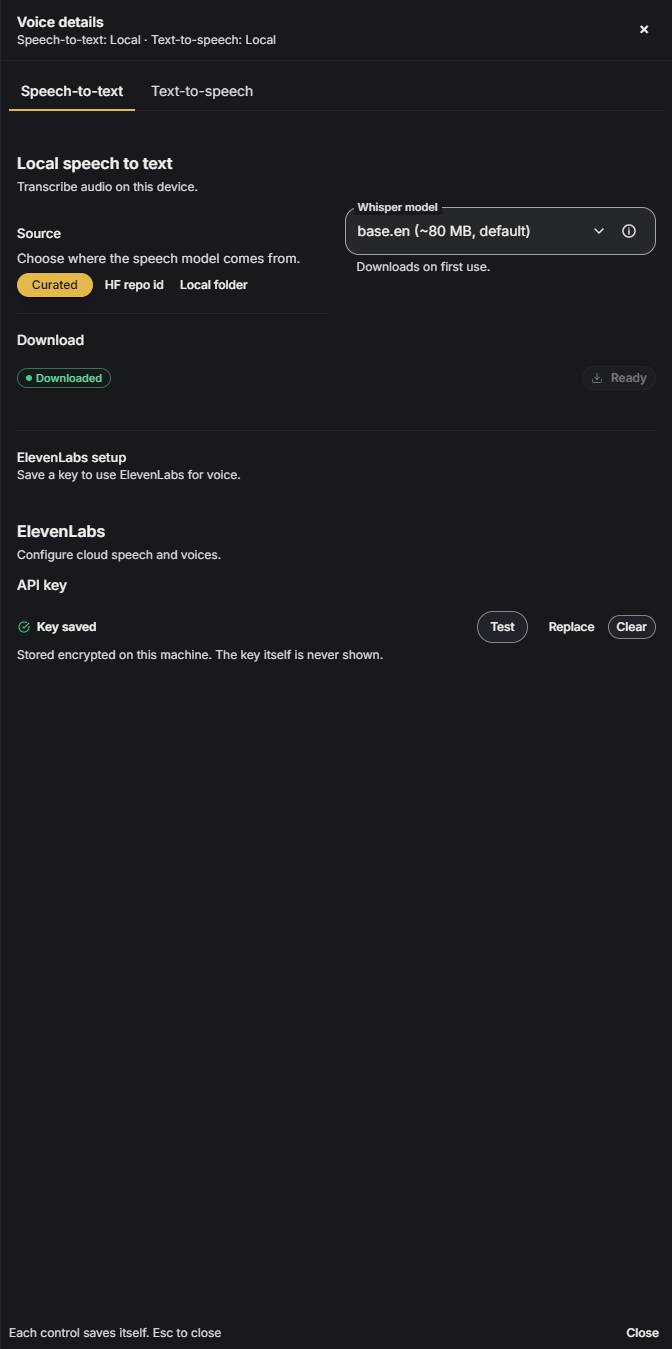 Voice details
Speech-to-text: Local · Text-to-speech: Local
Speech-to-text
Text-to-speech
Local speech to text
Transcribe audio on this device.
Source
Choose where the speech model comes from.
Curated
HF repo id
Local folder
Whisper model
base.en (~80 MB, default)
Downloads on first use.
Download
Downloaded
Ready
ElevenLabs setup
Save a key to use ElevenLabs for voice.
ElevenLabs
Configure cloud speech and voices.
API key
Key saved
Test
Replace
Clear
Stored encrypted on this machine. The key itself is never shown.
Each control saves itself. Esc to close
Close